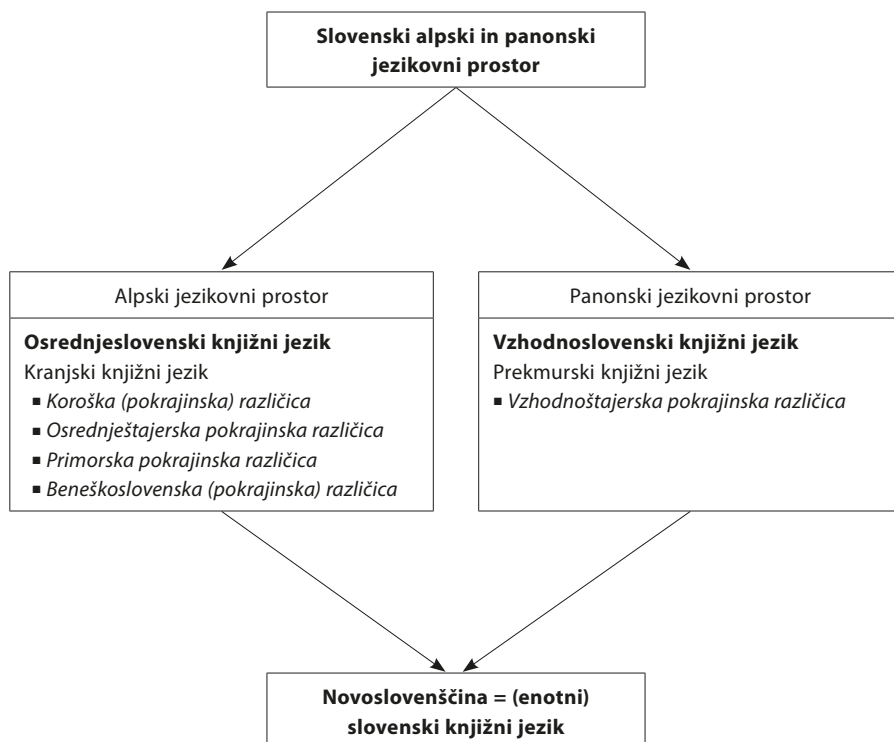 Slovenski alpski in panonski
jezikovni prostor
Alpski jezikovni prostor
Osrednjeslovenski knjižni jezik
Kranjski knjižni jezik
▪ Koroška (pokrajinska) različica
▪ Osrednještajerska pokrajinska različica
▪ Primorska pokrajinska različica
▪ Beneškoslovenska (pokrajinska) različica
Panonski jezikovni prostor
Vzhodnoslovenski knjižni jezik
Prekmurski knjižni jezik
▪ Vzhodnoštajerska pokrajinska različica
Novoslovenščina = (enotni)
slovenski knjižni jezik